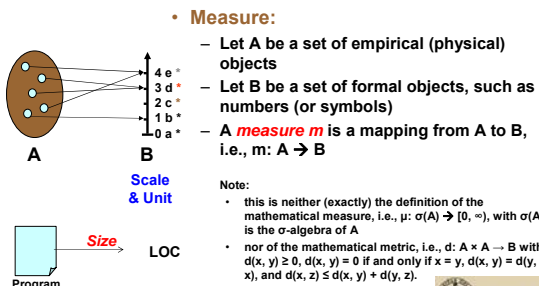 • Measure:
– Let A be a set of empirical (physical)
objects
– Let B be a set of formal objects, such as
numbers (or symbols)
– A measure m is a mapping from A to B,
i.e., m: A → B
4 e *
3 d *
2 c *
1 b *
0 a *
A
B
Scale
& Unit
Note:
• this is neither (exactly) the definition of the
mathematical measure, i.e., μ: σ(A) → [0, ∞), with σ(A
is the σ-algebra of A
• nor of the mathematical metric, i.e., d: A × A → B with
d(x, y) ≥ 0, d(x, y) = 0 if and only if x = y, d(x, y) = d(y,
x), and d(x, z) ≤ d(x, y) + d(y, z).
Size
LOC
Program